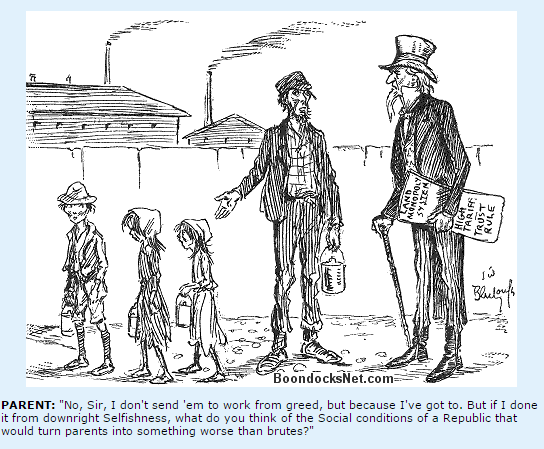 LAND
MONOPOLY
SYSTEM
HIGH
TARIFF
TRUST
RULE
BoondocksNet.com
PARENT: "No, Sir, I don't send 'em to work from greed, but because I've got to. But if I done
it from downright Selfishness, what do you think of the Social conditions of a Republic that
would turn parents into something worse than brutes?"